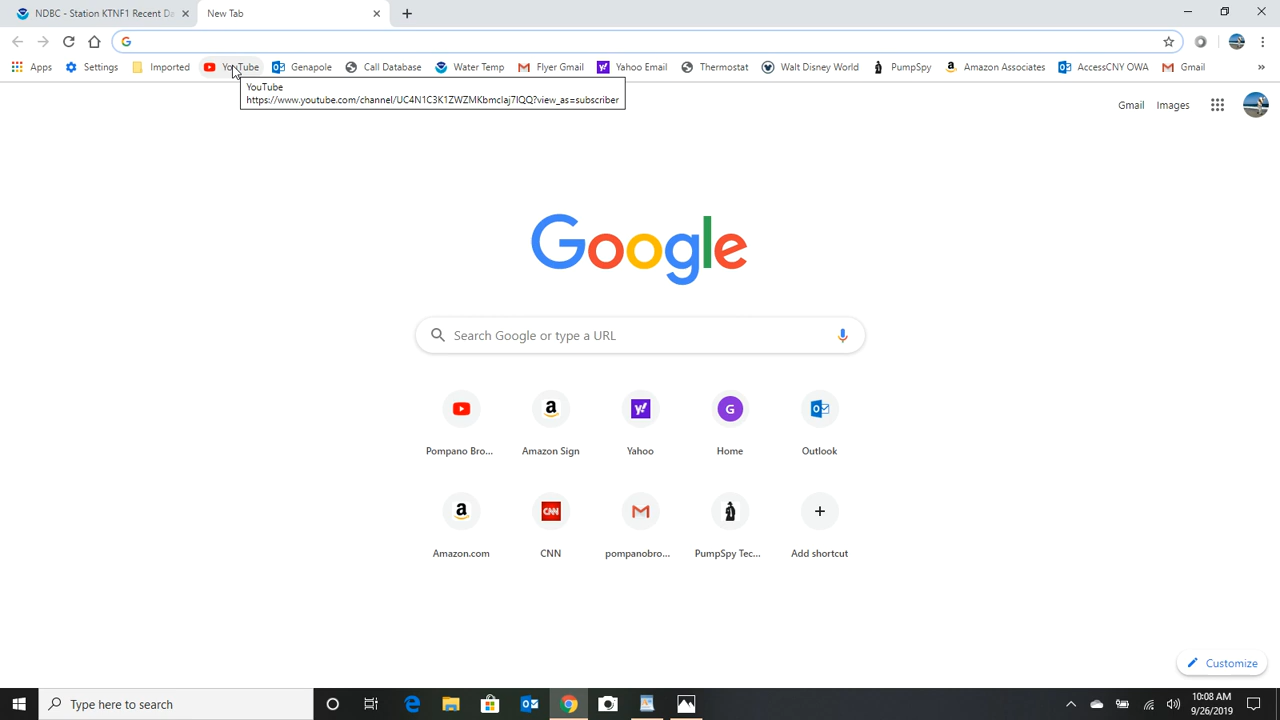 NDBC - Station KTNF1 Recent Da
New Tab
Apps Settings Imported YouTube Genapole Call Database Water Temp Flyer Gmail Yahoo Email Thermostat Walt Disney World PumpSpy Amazon Associates AccessCNY OWA Gmail »
YouTube
https://www.youtube.com/channel/UC4N1C3K1ZWZMKbmclaj7IQQ?view_as=subscriber
Gmail Images
Google
Search Google or type a URL
Pompano Bro... Amazon Sign Yahoo Home Outlook
Amazon.com CNN pompanobro... PumpSpy Tec... Add shortcut
Customize
Type here to search
10:08 AM
9/26/2019